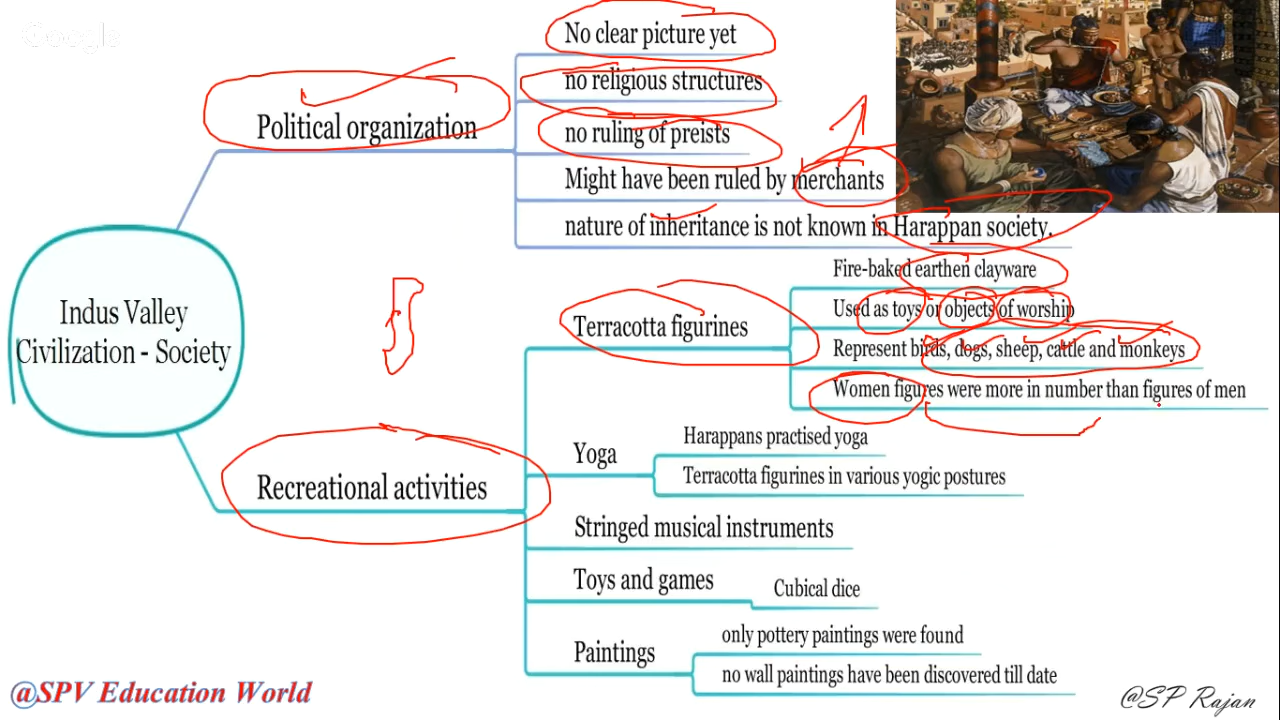 Google
No clear picture yet
no religious structures
Political organization
no ruling of preists
Might have been ruled by merchants
nature of inheritance is not known in Harappan society.
Indus Valley
Civilization - Society
Fire-baked earthen clayware
Terracotta figurines
Used as toys or objects of worship
Represent birds, dogs, sheep, cattle and monkeys
Women figures were more in number than figures of men
Recreational activities
Yoga
Harappans practised yoga
Terracotta figurines in various yogic postures
Stringed musical instruments
Toys and games
Cubical dice
Paintings
only pottery paintings were found
no wall paintings have been discovered till date
@SPV Education World
@SP Rajan